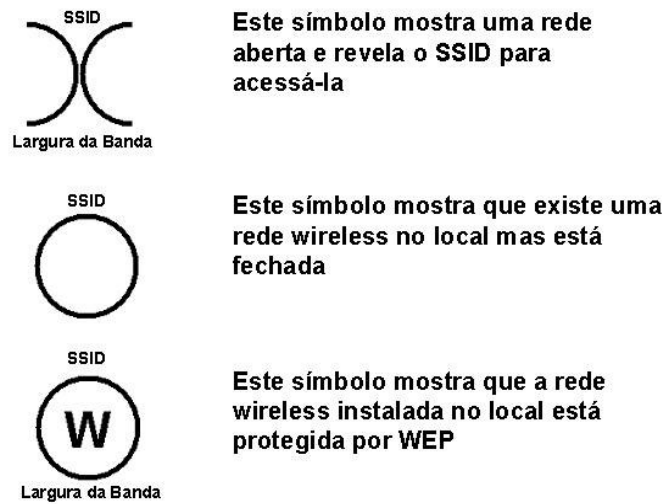 SSID
Largura da Banda
Este símbolo mostra uma rede
aberta e revela o SSID para
acessá-la
SSID
Este símbolo mostra que existe uma
rede wireless no local mas está
fechada
SSID
W
Largura da Banda
Este símbolo mostra que a rede
wireless instalada no local está
protegida por WEP